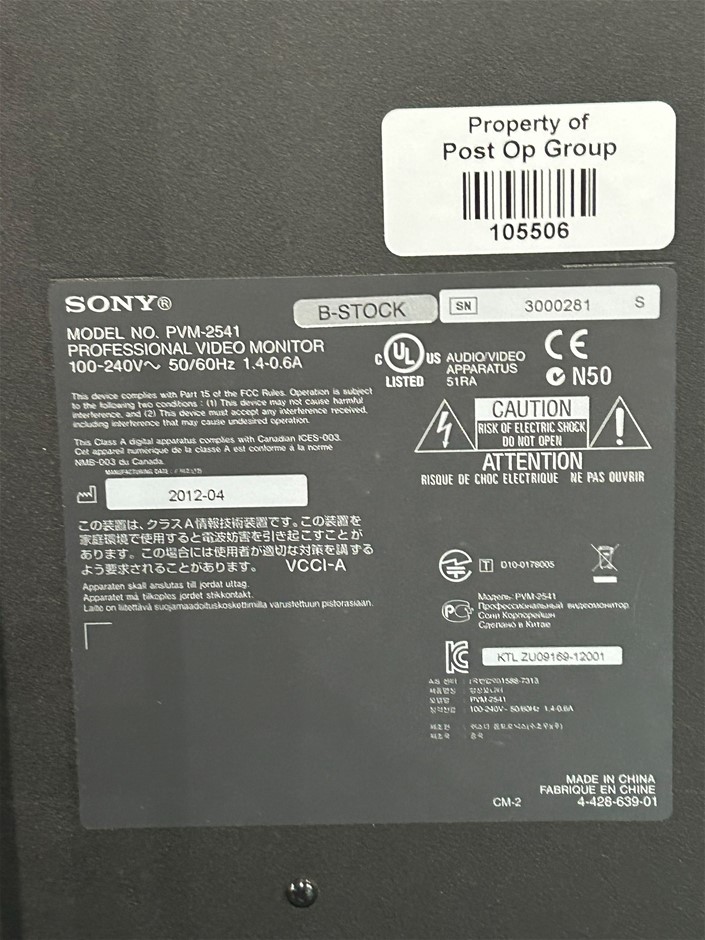 Property of
Post Op Group
105506
SONY®
B-STOCK
SN 3000281 S
MODEL NO. PVM-2541
PROFESSIONAL VIDEO MONITOR
100-240V～ 50/60Hz 1.4-0.6A
C UL US
LISTED
AUDIO/VIDEO
APPARATUS
51RA
CE
N50
This device complies with Part 15 of the FCC Rules. Operation is subject
to the following two conditions : (1) This device may not cause harmful
interference, and (2) This device must accept any interference received,
including interference that may cause undesired operation.
This Class A digital apparatus complies with Canadian ICES-003.
Cet appareil numérique de la classe A est conforme à la norme
NMB-003 du Canada.
CAUTION
RISK OF ELECTRIC SHOCK
DO NOT OPEN
ATTENTION
RISQUE DE CHOC ELECTRIQUE NE PAS OUVRIR
MANUFACTURING DATE
2012-04
この装置は、クラスA情報技術装置です。この装置を
家庭環境で使用すると電波妨害を引き起こすことが
あります。この場合には使用者が適切な対策を講ずる
よう要求されることがあります。 VCCI-A
Apparaten skall anslutas till jordat uttag.
Apparatet må tilkoples jordet stikkontakt.
Laite on liitettävä suojamaadoituskoskettimilla varustettuun pistorasiaan.
T D10-0178005
Модель: PVM-2541
Профессиональный видеомонитор
Сони Корпорейшн
Сделано в Китае
KTL ZU09169-12001
1588-7313
PVM-2541
100-240V~ 50/60Hz 1.4-0.6A
MADE IN CHINA
FABRIQUE EN CHINE
CM-2 4-428-639-01